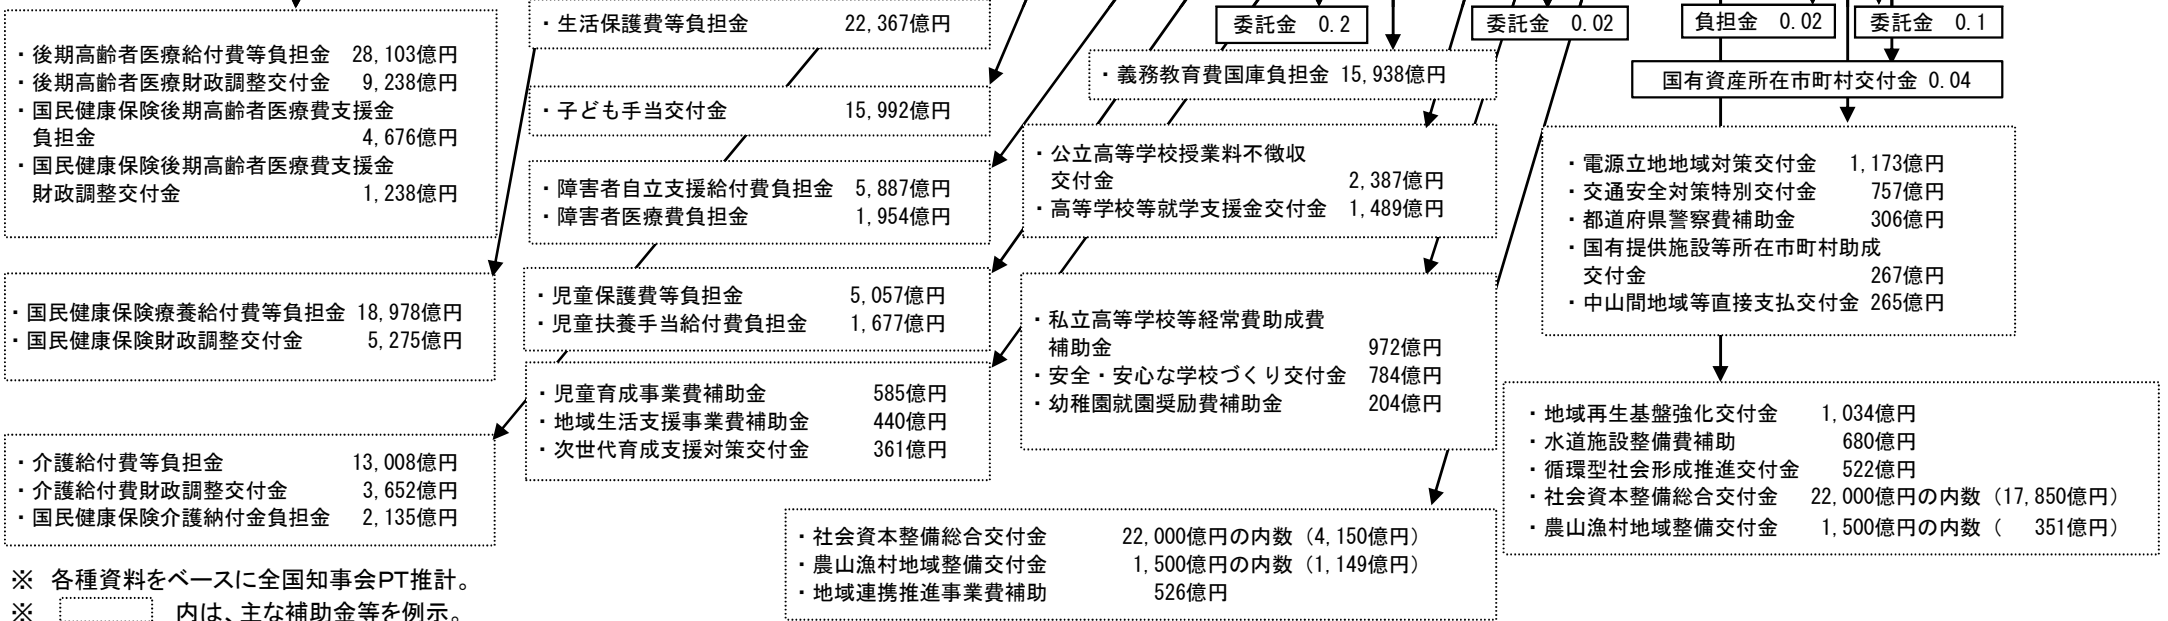 ・後期高齢者医療給付費等負担金 28,103億円
・後期高齢者医療財政調整交付金 9,238億円
・国民健康保険後期高齢者医療費支援金
負担金 4,676億円
・国民健康保険後期高齢者医療費支援金
財政調整交付金 1,238億円
・国民健康保険療養給付費等負担金 18,978億円
・国民健康保険財政調整交付金 5,275億円
・介護給付費等負担金 13,008億円
・介護給付費財政調整交付金 3,652億円
・国民健康保険介護納付金負担金 2,135億円
※ 各種資料をベースに全国知事会PT推計。
※ 内は、主な補助金等を例示。
・生活保護費等負担金 22,367億円
・子ども手当交付金 15,992億円
・障害者自立支援給付費負担金 5,887億円
・障害者医療費負担金 1,954億円
・児童保護費等負担金 5,057億円
・児童扶養手当給付費負担金 1,677億円
・児童育成事業費補助金 585億円
・地域生活支援事業費補助金 440億円
・次世代育成支援対策交付金 361億円
委託金 0.2
・義務教育費国庫負担金 15,938億円
・公立高等学校授業料不徴収
交付金 2,387億円
・高等学校等就学支援金交付金 1,489億円
・私立高等学校等経常費助成費
補助金 972億円
・安全・安心な学校づくり交付金 784億円
・幼稚園就園奨励費補助金 204億円
・社会資本整備総合交付金 22,000億円の内数（4,150億円）
・農山漁村地域整備交付金 1,500億円の内数（1,149億円）
・地域連携推進事業費補助 526億円
委託金 0.02
負担金 0.02
委託金 0.1
国有資産所在市町村交付金 0.04
・電源立地地域対策交付金 1,173億円
・交通安全対策特別交付金 757億円
・都道府県警察費補助金 306億円
・国有提供施設等所在市町村助成
交付金 267億円
・中山間地域等直接支払交付金 265億円
・地域再生基盤強化交付金 1,034億円
・水道施設整備費補助 680億円
・循環型社会形成推進交付金 522億円
・社会資本整備総合交付金 22,000億円の内数（17,850億円）
・農山漁村地域整備交付金 1,500億円の内数（ 351億円）